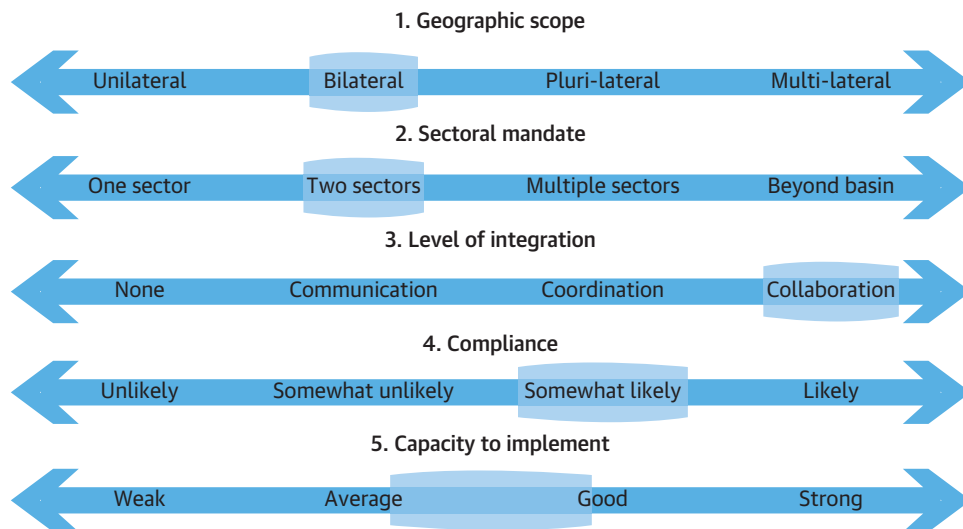 1. Geographic scope
Unilateral Bilateral Pluri-lateral Multi-lateral
2. Sectoral mandate
One sector Two sectors Multiple sectors Beyond basin
3. Level of integration
None Communication Coordination Collaboration
4. Compliance
Unlikely Somewhat unlikely Somewhat likely Likely
5. Capacity to implement
Weak Average Good Strong